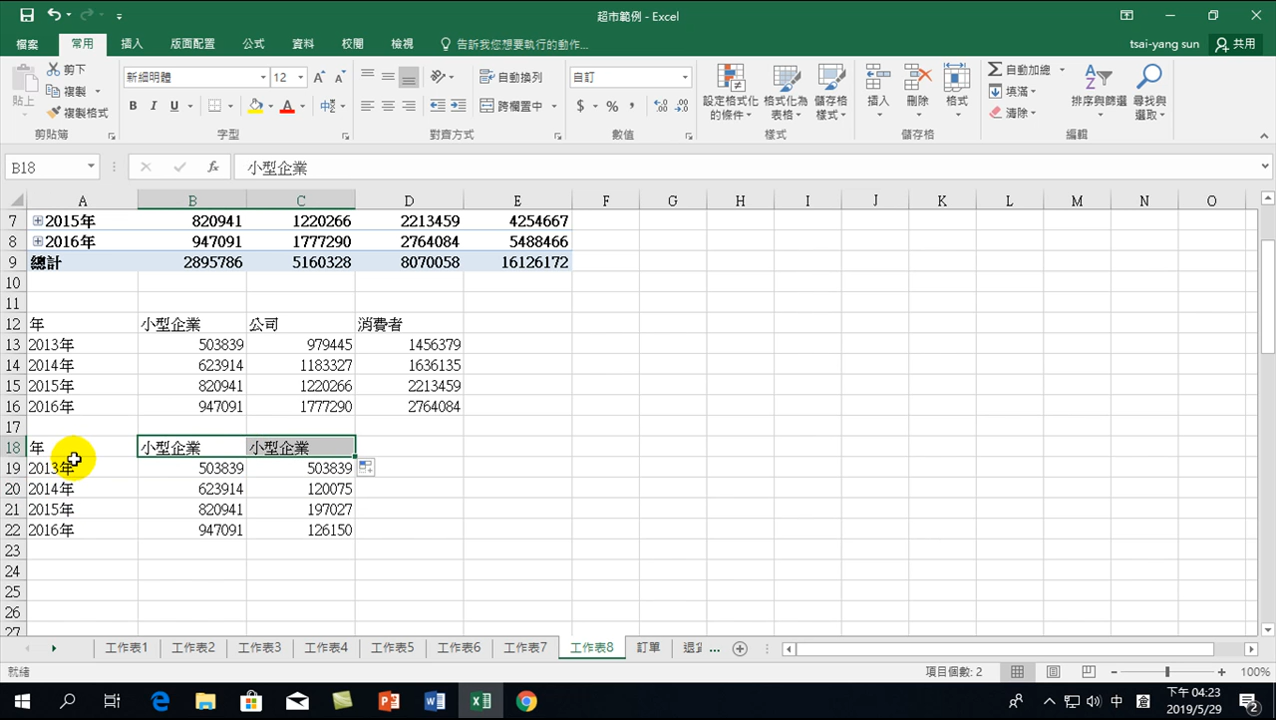 超市範例 - Excel
檔案 常用 插入 版面配置 公式 資料 校閱 檢視 告訴我您想要執行的動作... tsai-yang sun 共用
剪下 新細明體 12 A A 自動換列 自訂 自動加總
貼上 複製 設定格式化 格式化為 儲存格 插入 刪除 格式 填滿 排序與篩選 尋找與
複製格式 B I U A 跨欄置中 $ % , 的條件 表格 樣式 清除 選取
剪貼簿 字型 對齊方式 數值 樣式 儲存格 編輯
B18 fx 小型企業
A B C D E F G H I J K L M N O
7 2015年 820941 1220266 2213459 4254667
8 2016年 947091 1777290 2764084 5488466
9 總計 2895786 5160328 8070058 16126172
10
11
12 年 小型企業 公司 消費者
13 2013年 503839 979445 1456379
14 2014年 623914 1183327 1636135
15 2015年 820941 1220266 2213459
16 2016年 947091 1777290 2764084
17
18 年 小型企業 小型企業
19 2013年 503839 503839
20 2014年 623914 120075
21 2015年 820941 197027
22 2016年 947091 126150
23
24
25
26
27
工作表1 工作表2 工作表3 工作表4 工作表5 工作表6 工作表7 工作表8 訂單 ...
就緒 項目個數: 2 100%
中 下午 04:23
2019/5/29 2